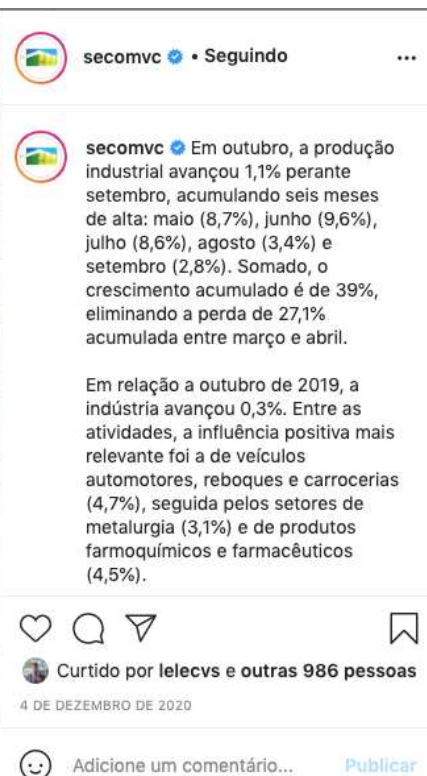 secomvc • Seguindo
secomvc Em outubro, a produção
industrial avançou 1,1% perante
setembro, acumulando seis meses
de alta: maio (8,7%), junho (9,6%),
julho (8,6%), agosto (3,4%) e
setembro (2,8%). Somado, o
crescimento acumulado é de 39%,
eliminando a perda de 27,1%
acumulada entre março e abril.
Em relação a outubro de 2019, a
indústria avançou 0,3%. Entre as
atividades, a influência positiva mais
relevante foi a de veículos
automotores, reboques e carrocerias
(4,7%), seguida pelos setores de
metalurgia (3,1%) e de produtos
farmoquímicos e farmacêuticos
(4,5%).
Curtido por lelecvs e outras 986 pessoas
4 DE DEZEMBRO DE 2020
Adicione um comentário... Publicar